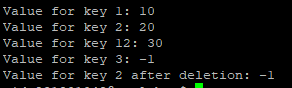 Value for key 1: 10
Value for key 2: 20
Value for key 12: 30
Value for key 3: -1
Value for key 2 after deletion: -1